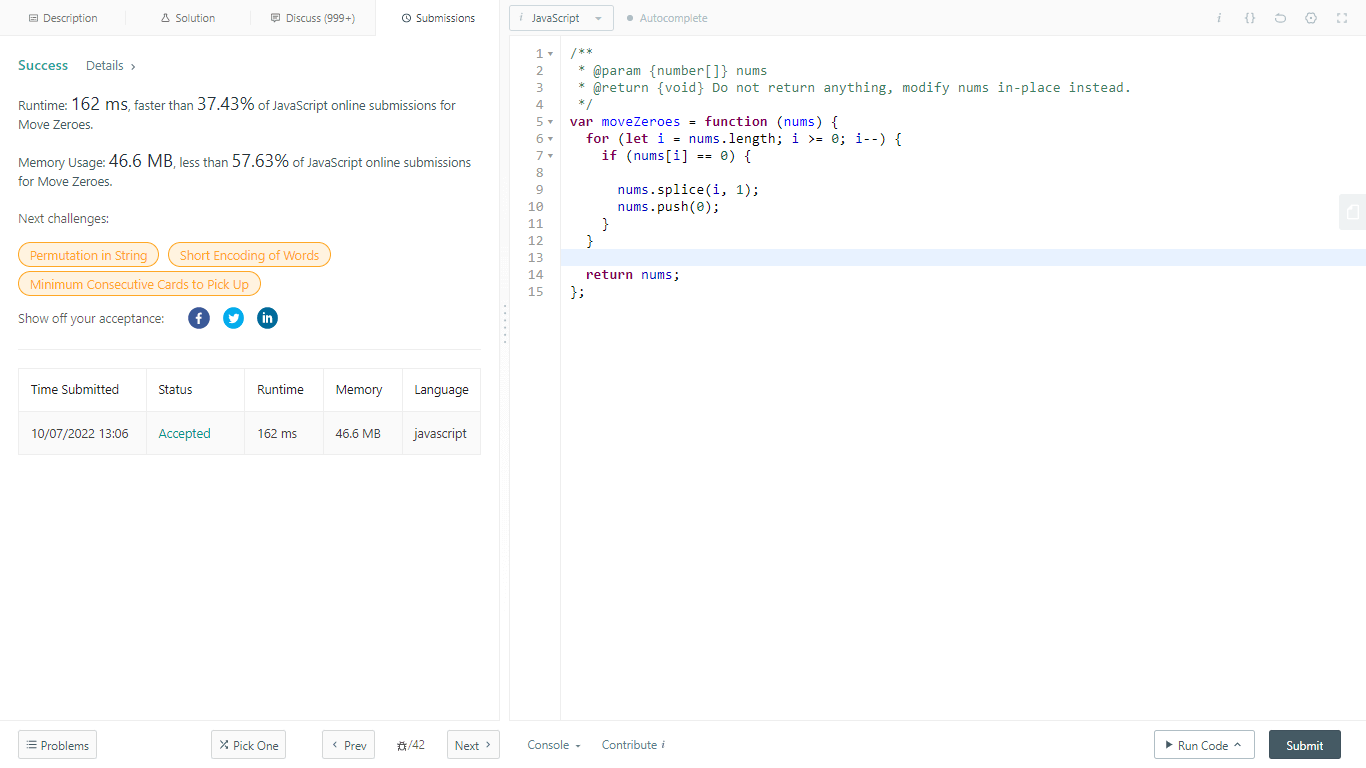 Description
Solution
Discuss (999+)
Submissions
i JavaScript
Autocomplete
i {}
Success Details >
Runtime: 162 ms, faster than 37.43% of JavaScript online submissions for
Move Zeroes.
Memory Usage: 46.6 MB, less than 57.63% of JavaScript online submissions
for Move Zeroes.
Next challenges:
Permutation in String
Short Encoding of Words
Minimum Consecutive Cards to Pick Up
Show off your acceptance:
f
in
Time Submitted Status Runtime Memory Language
10/07/2022 13:06 Accepted 162 ms 46.6 MB javascript
1 /**
2  * @param {number[]} nums
3  * @return {void} Do not return anything, modify nums in-place instead.
4  */
5 var moveZeroes = function (nums) {
6   for (let i = nums.length; i >= 0; i--) {
7     if (nums[i] == 0) {
8
9       nums.splice(i, 1);
10       nums.push(0);
11     }
12   }
13
14   return nums;
15 };
Problems
Pick One
< Prev
/42
Next >
Console
Contribute i
Run Code
Submit